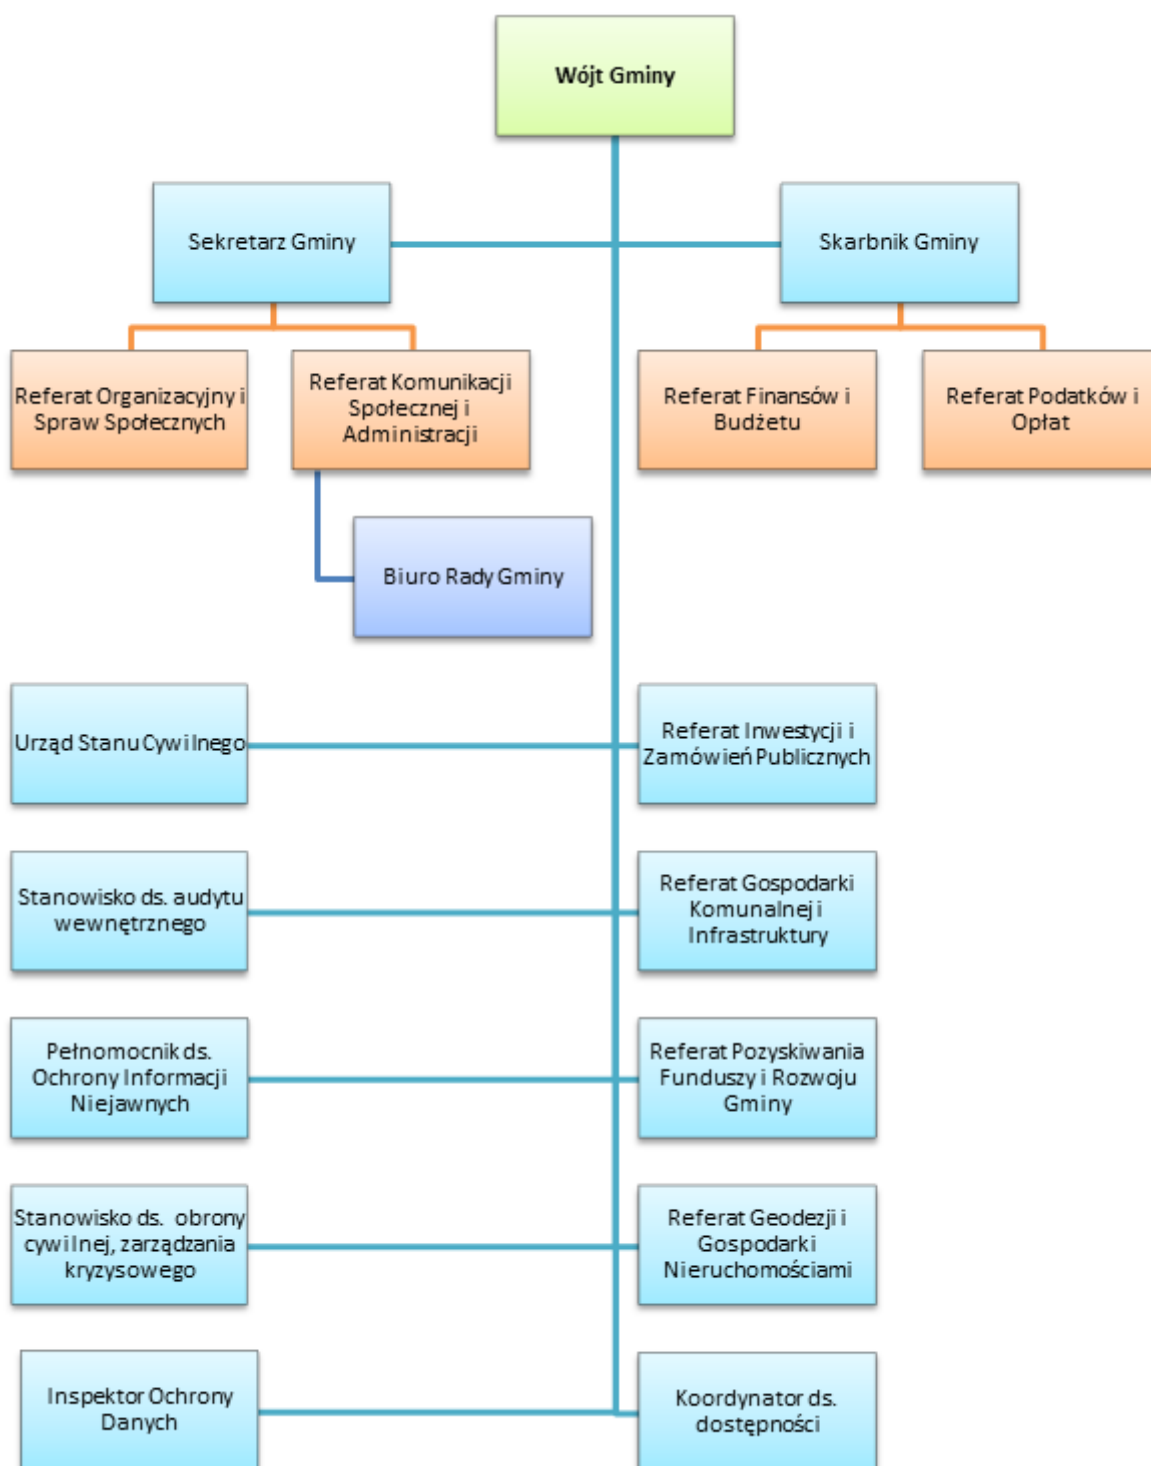 Wójt Gminy
Sekretarz Gminy
Skarbnik Gminy
Referat Organizacyjny i
Spraw Społecznych
Referat Komunikacji
Społecznej i
Administracji
Referat Finansów i
Budżetu
Referat Podatków i
Opłat
Biuro Rady Gminy
Urząd Stanu Cywilnego
Referat Inwestycji i
Zamówień Publicznych
Stanowisko ds. audytu
wewnętrznego
Referat Gospodarki
Komunalnej i
Infrastruktury
Pełnomocnik ds.
Ochrony Informacji
Niejawnych
Referat Pozyskiwania
Funduszy i Rozwoju
Gminy
Stanowisko ds. obrony
cywilnej, zarządzania
kryzysowego
Referat Geodezji i
Gospodarki
Nieruchomościami
Inspektor Ochrony
Danych
Koordynator ds.
dostępności